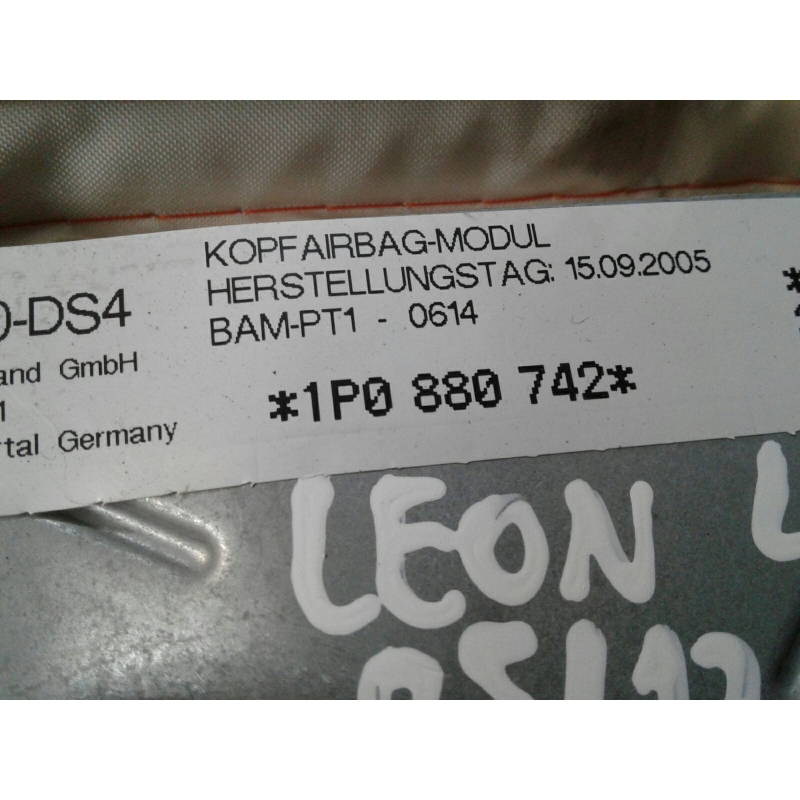 KOPFAIRBAG-MODUL
HERSTELLUNGSTAG: 15.09.2005
BAM-PT1 - 0614
*1P0 880 742*
0-DS4
and GmbH
1
rtal Germany
LEON L